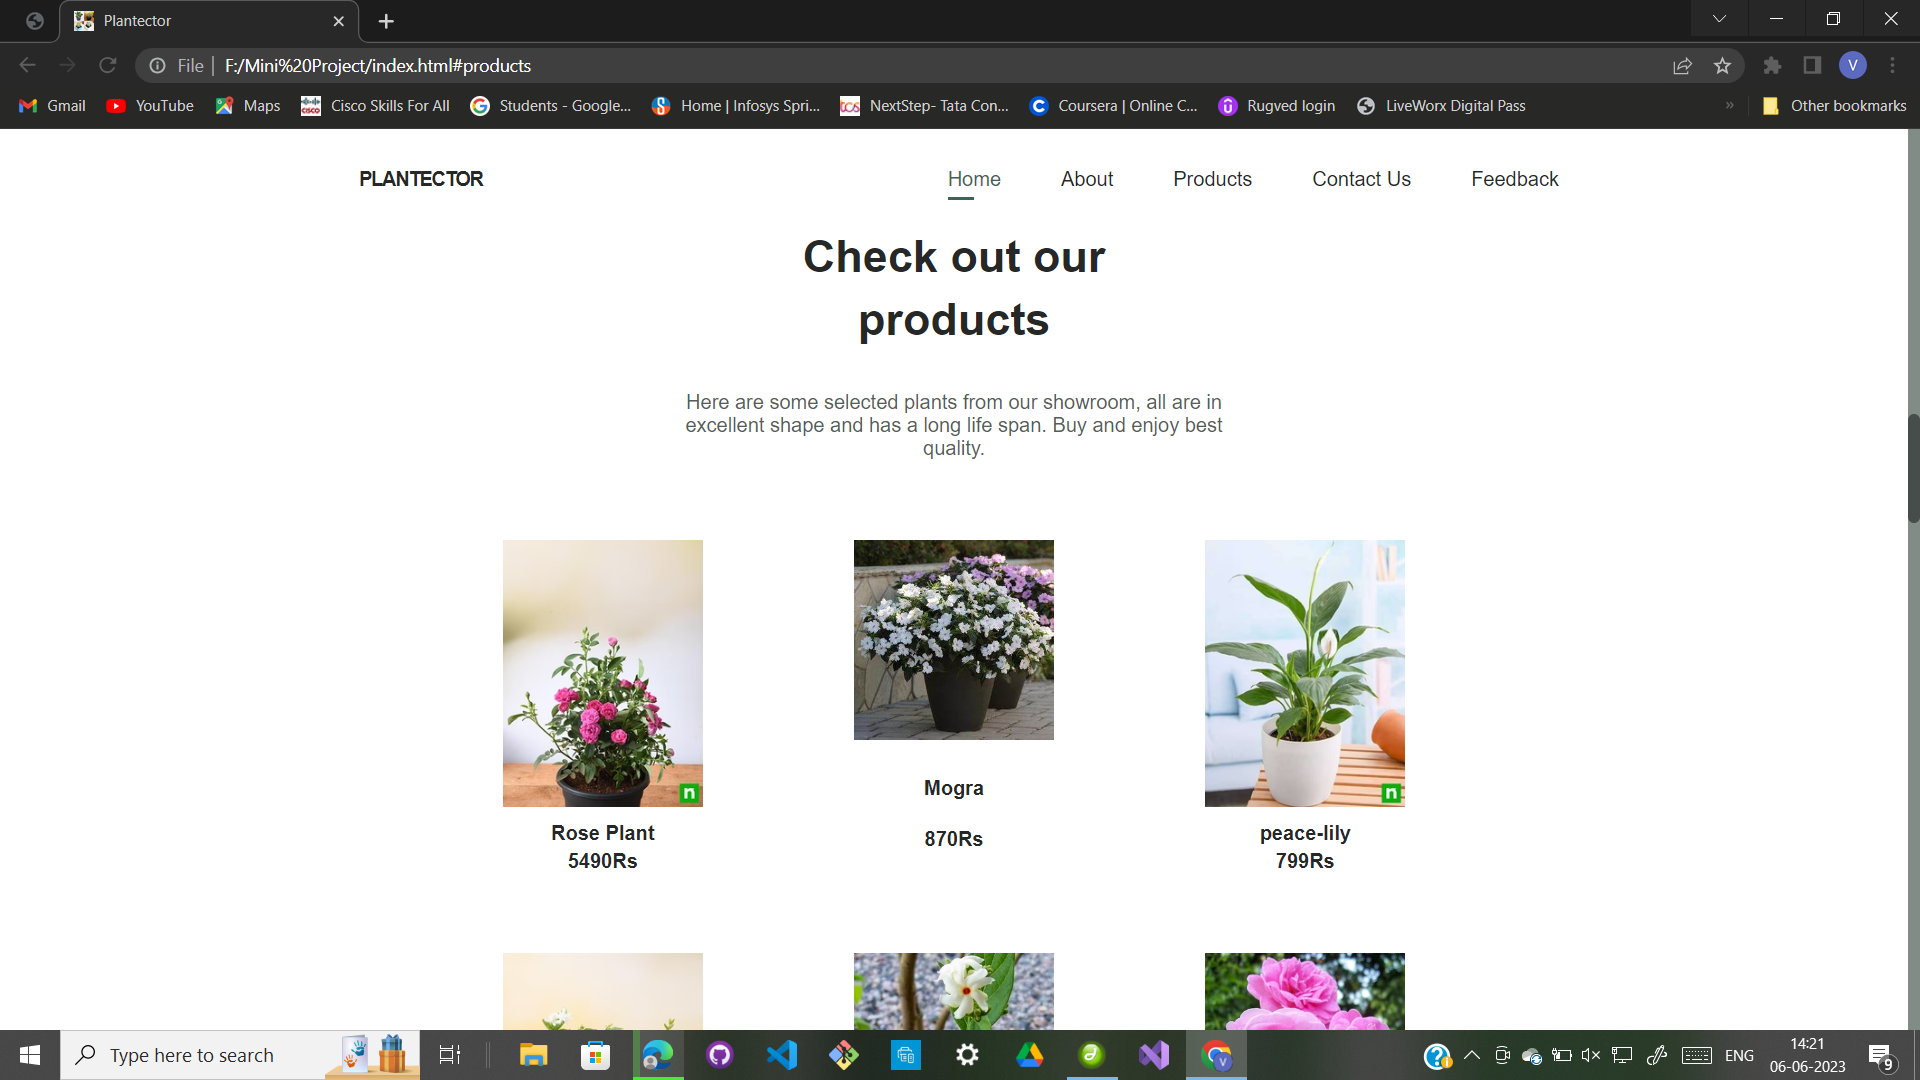 Plantector
File
F:/Mini%20Project/index.html#products
V
Gmail
YouTube
Maps
Cisco Skills For All
Students - Google...
Home | Infosys Spri...
NextStep- Tata Con...
Coursera | Online C...
Rugved login
LiveWorx Digital Pass
»
Other bookmarks
PLANTECTOR
Home
About
Products
Contact Us
Feedback
Check out our
products
Here are some selected plants from our showroom, all are in
excellent shape and has a long life span. Buy and enjoy best
quality.
n
n
Rose Plant
5490Rs
Mogra
870Rs
peace-lily
799Rs
Type here to search
V
ENG
14:21
06-06-2023
9